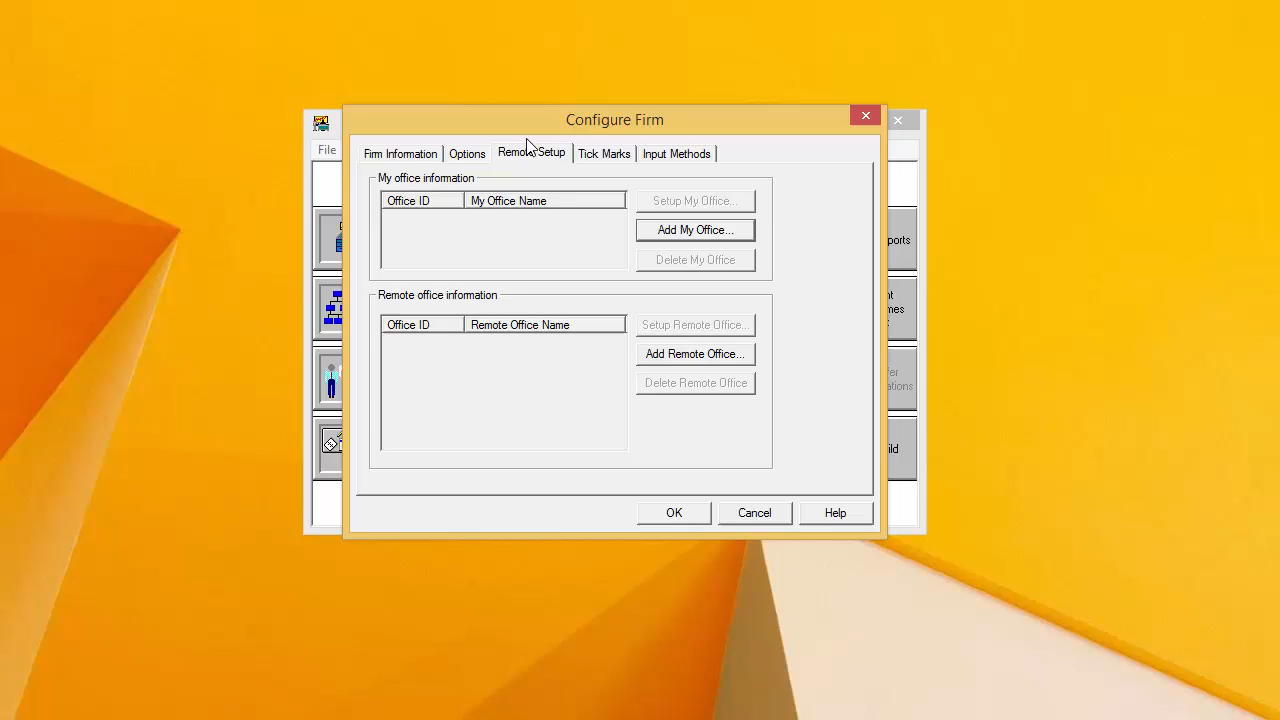 Configure Firm
File
Firm Information
Options
Remote Setup
Tick Marks
Input Methods
My office information
Office ID
My Office Name
Setup My Office...
Add My Office...
Delete My Office
Remote office information
Office ID
Remote Office Name
Setup Remote Office...
Add Remote Office...
Delete Remote Office
OK
Cancel
Help